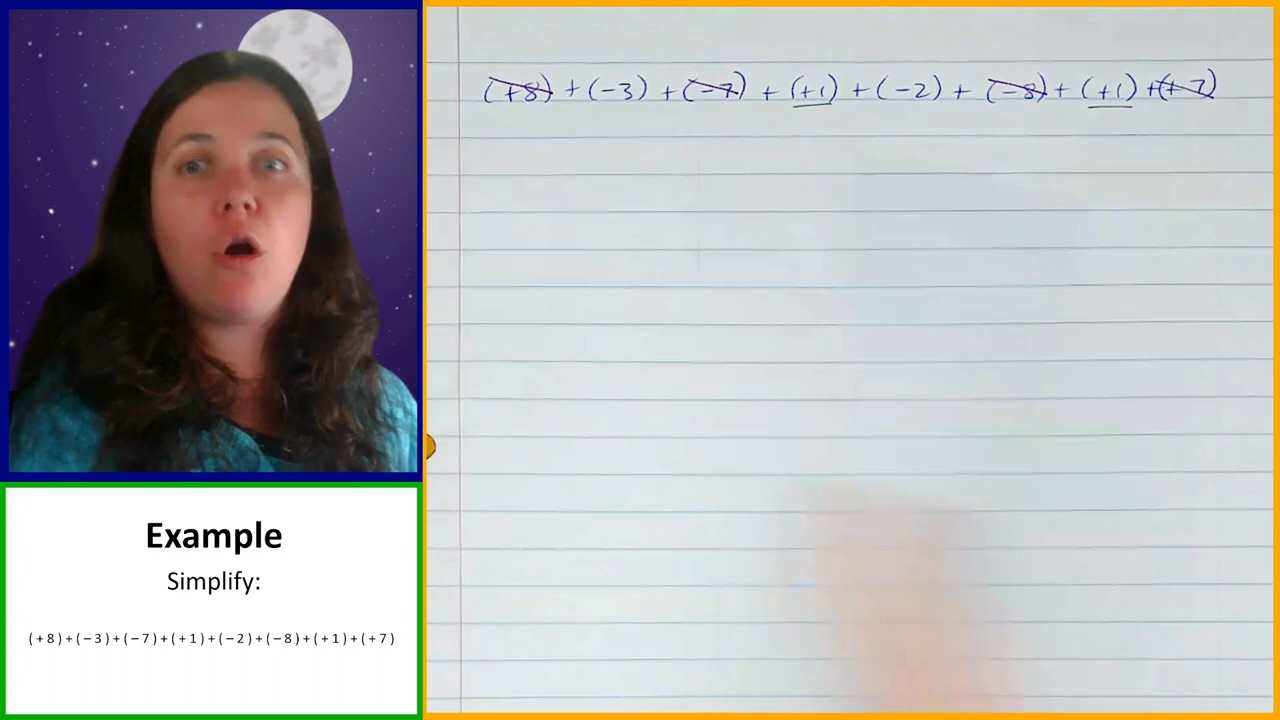 (+8) + (-3) + (-7) + (+1) + (-2) + (-8) + (+1) + (+7)
Example
Simplify:
(+8)+(−3)+(−7)+(+1)+(−2)+(−8)+(+1)+(+7)